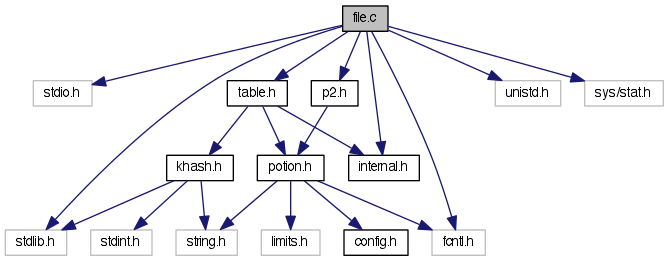 file.c
stdio.h
table.h
p2.h
unistd.h
sys/stat.h
khash.h
potion.h
internal.h
stdlib.h
stdint.h
string.h
limits.h
config.h
fcntl.h